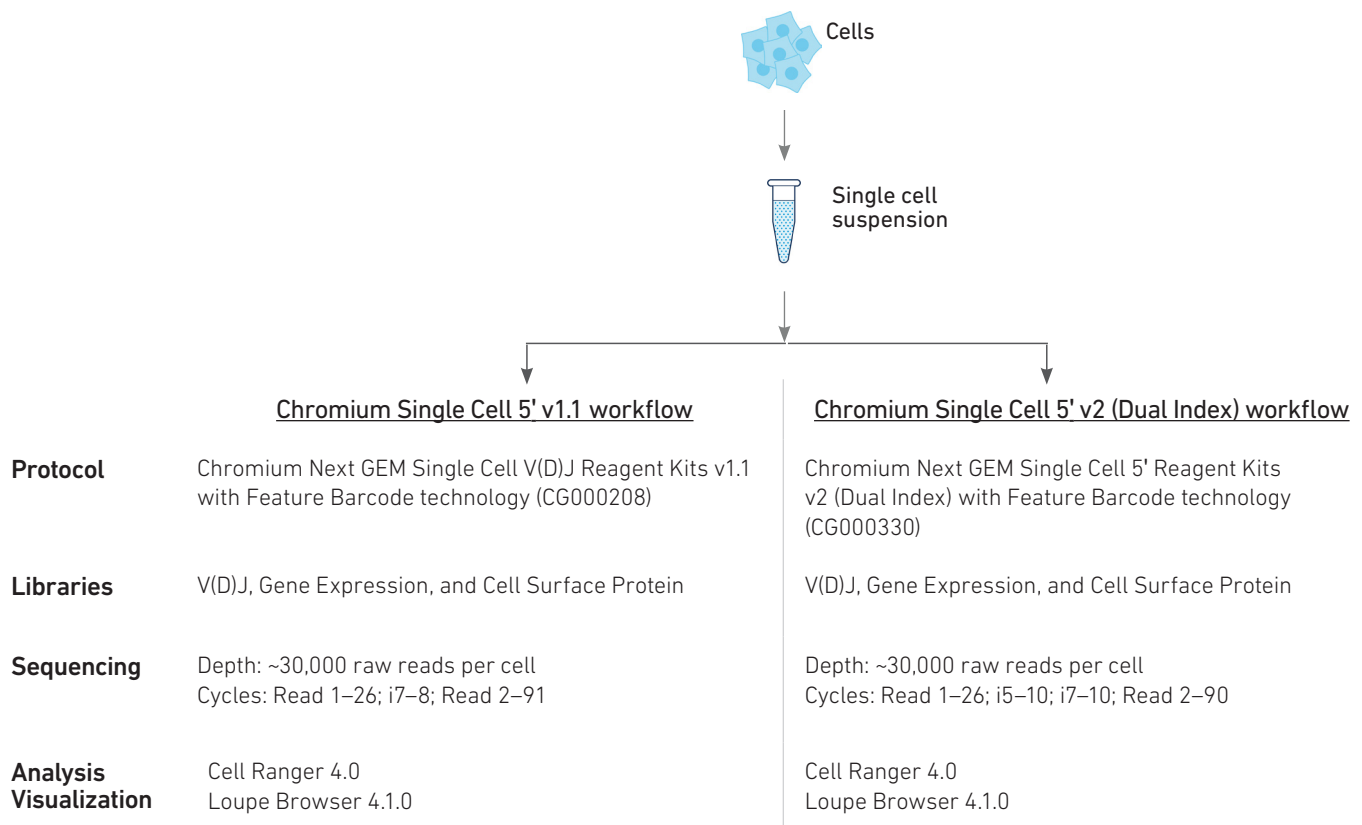 Cells
Single cell
suspension
Chromium Single Cell 5' v1.1 workflow
Chromium Single Cell 5' v2 (Dual Index) workflow
Protocol
Chromium Next GEM Single Cell V(D)J Reagent Kits v1.1
with Feature Barcode technology (CG000208)
Chromium Next GEM Single Cell 5' Reagent Kits
v2 (Dual Index) with Feature Barcode technology
(CG000330)
Libraries
V(D)J, Gene Expression, and Cell Surface Protein
V(D)J, Gene Expression, and Cell Surface Protein
Sequencing
Depth: ~30,000 raw reads per cell
Cycles: Read 1–26; i7–8; Read 2–91
Depth: ~30,000 raw reads per cell
Cycles: Read 1–26; i5–10; i7–10; Read 2–90
Analysis
Visualization
Cell Ranger 4.0
Loupe Browser 4.1.0
Cell Ranger 4.0
Loupe Browser 4.1.0